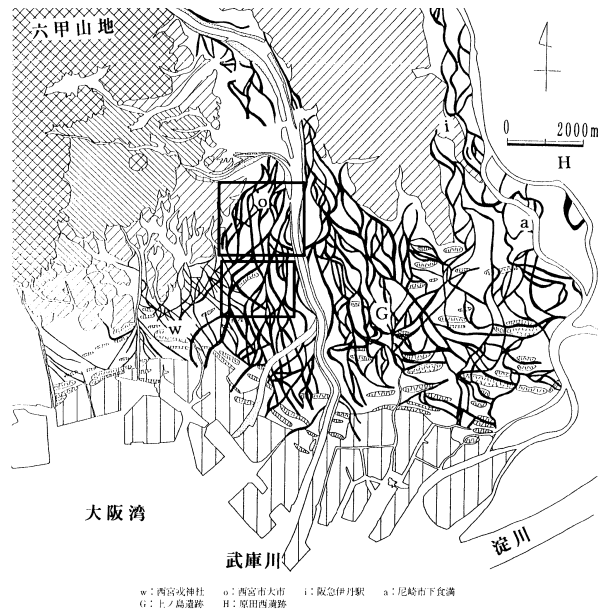 六甲山地
0 2000m
H
i
a
o
G
w
大阪湾
武庫川
淀川
w：西宮戎神社 o：西宮市大市 i：阪急伊丹駅 a：尼崎市下食満
G：上ノ島遺跡 H：原田西遺跡